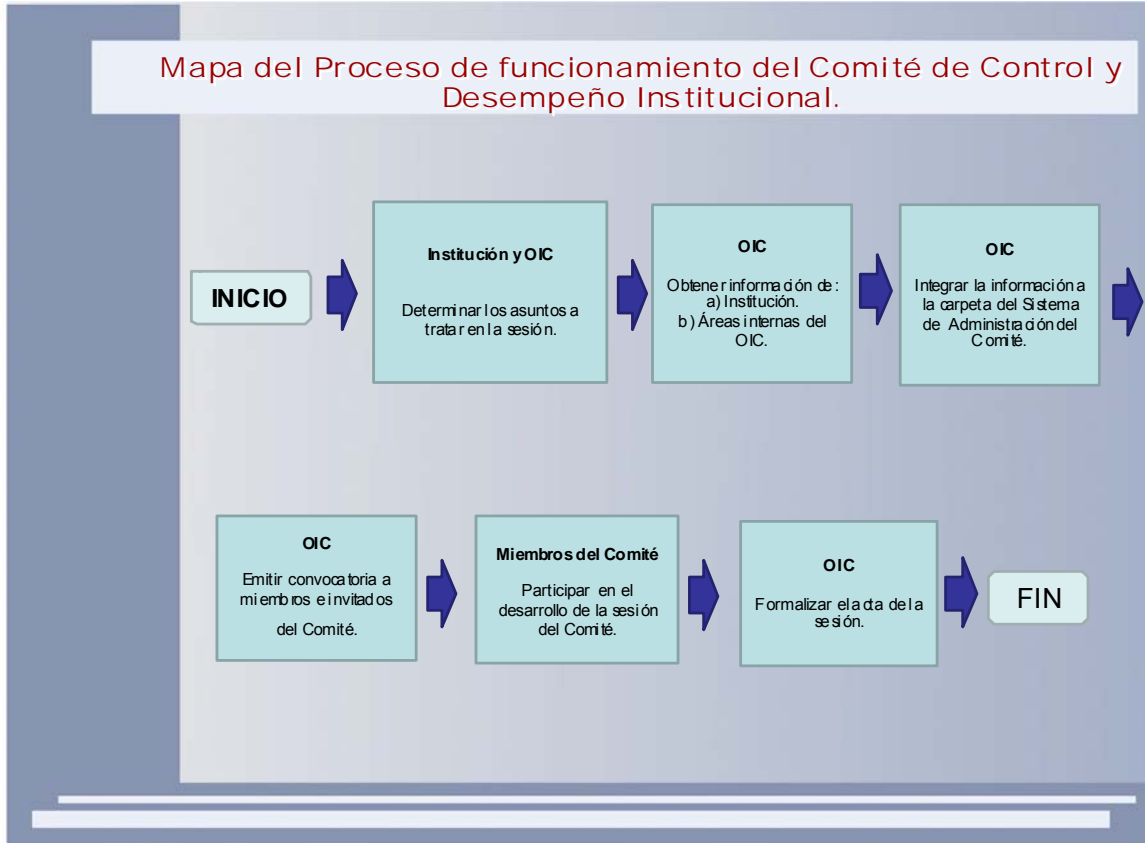 Mapa del Proceso de funcionamiento del Comité de Control y
Desempeño Institucional.
INICIO
Institución y OIC
Determinar los asuntos a
tratar en la sesión.
OIC
Obtener información de:
a) Institución.
b) Áreas internas del
OIC.
OIC
Integrar la información a
la carpeta del Sistema
de Administración del
Comité.
OIC
Emitir convocatoria a
miembros e invitados
del Comité.
Miembros del Comité
Participar en el
desarrollo de la sesión
del Comité.
OIC
Formalizar el acta de la
sesión.
FIN